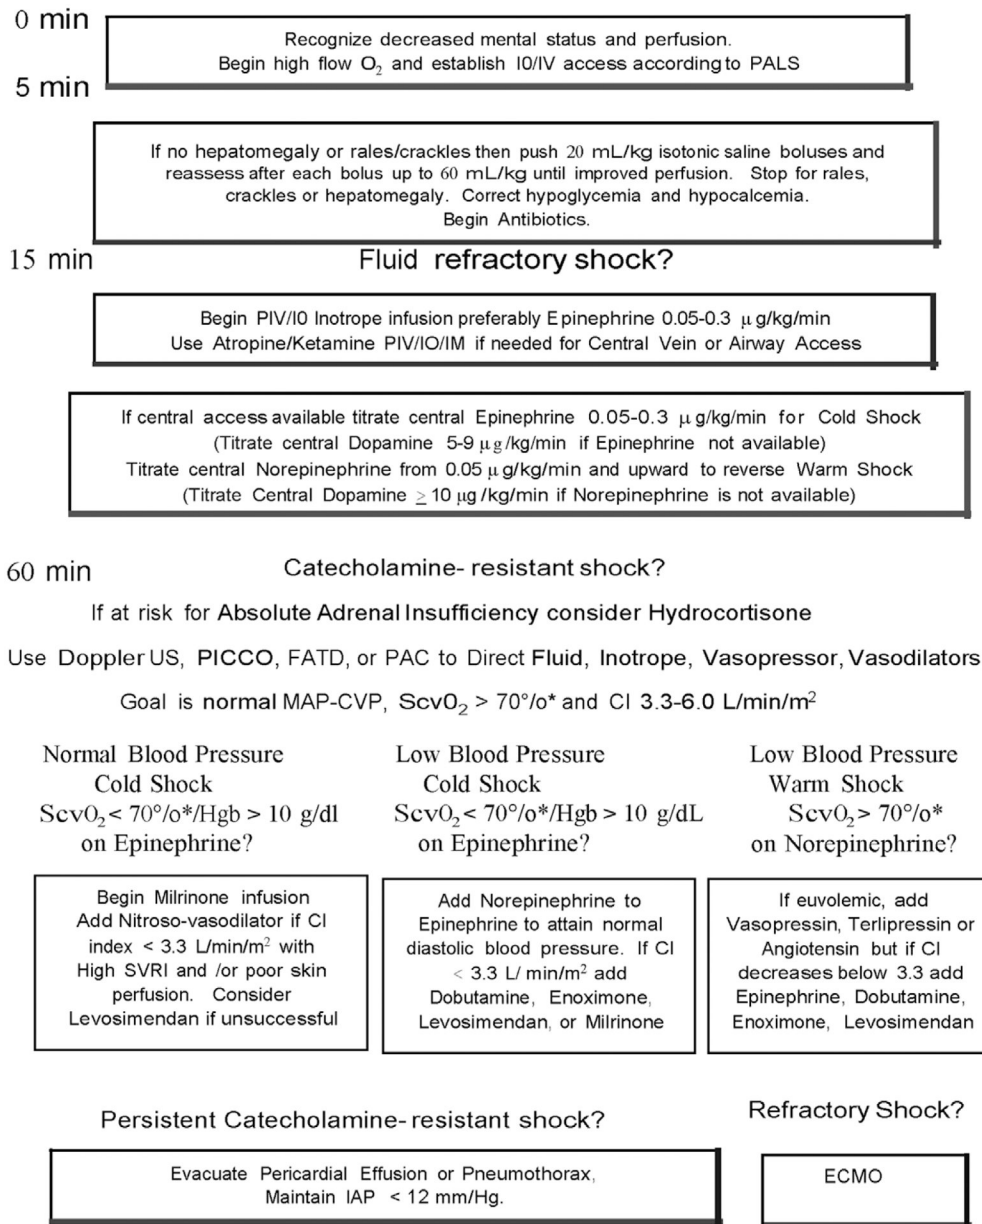 0 min
Recognize decreased mental status and perfusion.
Begin high flow O₂ and establish I0/IV access according to PALS
5 min
If no hepatomegaly or rales/crackles then push 20 mL/kg isotonic saline boluses and
reassess after each bolus up to 60 mL/kg until improved perfusion. Stop for rales,
crackles or hepatomegaly. Correct hypoglycemia and hypocalcemia.
Begin Antibiotics.
15 min
Fluid refractory shock?
Begin PIV/I0 Inotrope infusion preferably Epinephrine 0.05-0.3 μg/kg/min
Use Atropine/Ketamine PIV/IO/IM if needed for Central Vein or Airway Access
If central access available titrate central Epinephrine 0.05-0.3 μg/kg/min for Cold Shock
(Titrate central Dopamine 5-9 μg/kg/min if Epinephrine not available)
Titrate central Norepinephrine from 0.05 μg/kg/min and upward to reverse Warm Shock
(Titrate Central Dopamine ≥ 10 μg/kg/min if Norepinephrine is not available)
60 min
Catecholamine-resistant shock?
If at risk for Absolute Adrenal Insufficiency consider Hydrocortisone
Use Doppler US, PICCO, FATD, or PAC to Direct Fluid, Inotrope, Vasopressor, Vasodilators
Goal is normal MAP-CVP, Scv0₂ > 70°/o* and CI 3.3-6.0 L/min/m²
Normal Blood Pressure
Cold Shock
ScvO₂ < 70°/o*/Hgb > 10 g/dl
on Epinephrine?
Begin Milrinone infusion
Add Nitroso-vasodilator if CI
index < 3.3 L/min/m² with
High SVRI and /or poor skin
perfusion. Consider
Levosimendan if unsuccessful
Low Blood Pressure
Cold Shock
ScvO₂ < 70°/o*/Hgb > 10 g/dL
on Epinephrine?
Add Norepinephrine to
Epinephrine to attain normal
diastolic blood pressure. If CI
< 3.3 L/ min/m² add
Dobutamine, Enoximone,
Levosimendan, or Milrinone
Low Blood Pressure
Warm Shock
ScvO₂ > 70°/o*
on Norepinephrine?
If euvolemic, add
Vasopressin, Terlipressin or
Angiotensin but if CI
decreases below 3.3 add
Epinephrine, Dobutamine,
Enoximone, Levosimendan
Persistent Catecholamine-resistant shock?
Evacuate Pericardial Effusion or Pneumothorax,
Maintain IAP < 12 mm/Hg.
Refractory Shock?
ECMO